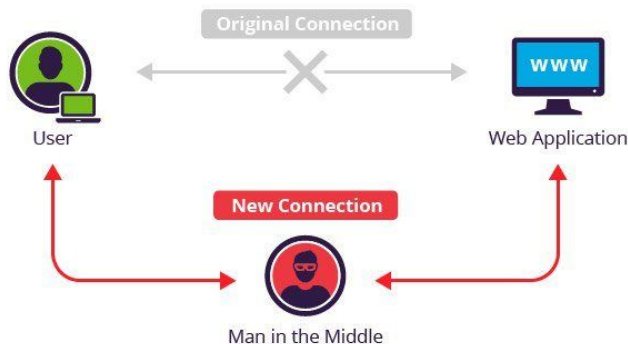 Original Connection
www
User
Web Application
New Connection
Man in the Middle